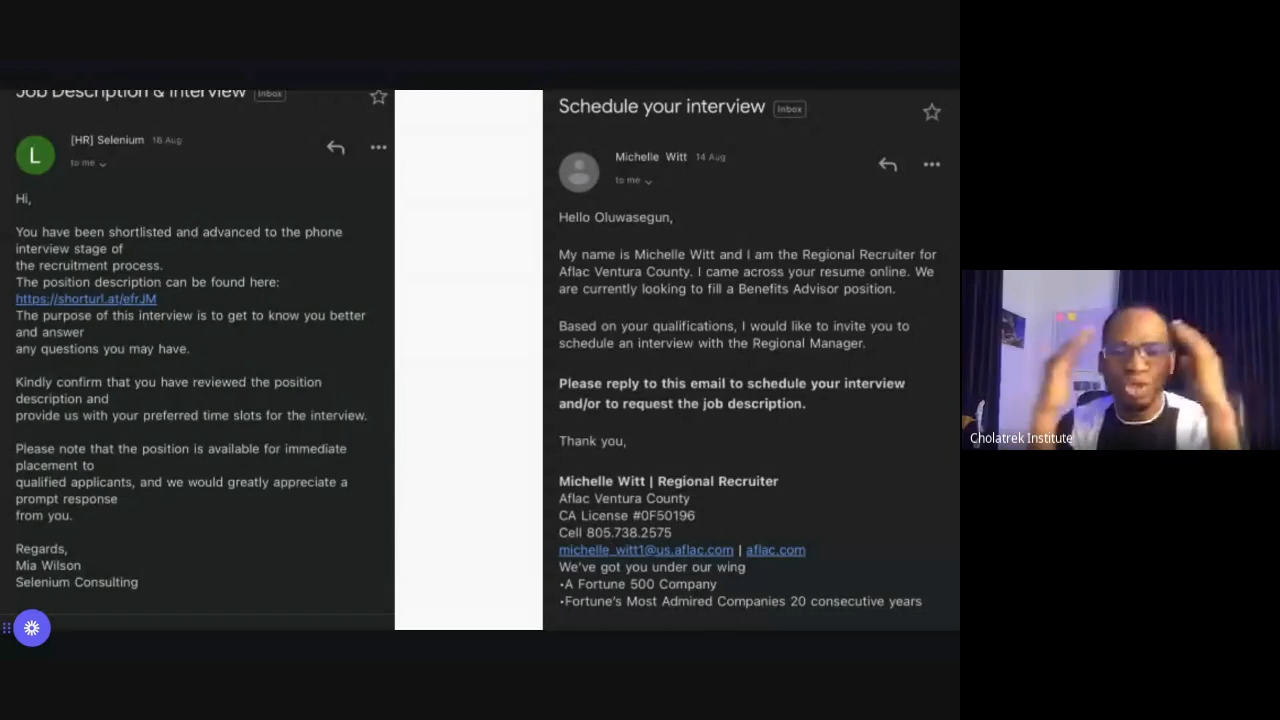 Job Description & Interview Inbox
[HR] Selenium 16 Aug
to me
L
Hi,
You have been shortlisted and advanced to the phone
interview stage of
the recruitment process.
The position description can be found here:
https://shorturl.at/efrJM
The purpose of this interview is to get to know you better
and answer
any questions you may have.
Kindly confirm that you have reviewed the position
description and
provide us with your preferred time slots for the interview.
Please note that the position is available for immediate
placement to
qualified applicants, and we would greatly appreciate a
prompt response
from you.
Regards,
Mia Wilson
Selenium Consulting
Schedule your interview Inbox
Michelle Witt 14 Aug
to me
Hello Oluwasegun,
My name is Michelle Witt and I am the Regional Recruiter for
Aflac Ventura County. I came across your resume online. We
are currently looking to fill a Benefits Advisor position.
Based on your qualifications, I would like to invite you to
schedule an interview with the Regional Manager.
Please reply to this email to schedule your interview
and/or to request the job description.
Thank you,
Michelle Witt | Regional Recruiter
Aflac Ventura County
CA License #0F50196
Cell 805.738.2575
michelle_witt1@us.aflac.com | aflac.com
We've got you under our wing
•A Fortune 500 Company
•Fortune's Most Admired Companies 20 consecutive years
Cholatrek Institute